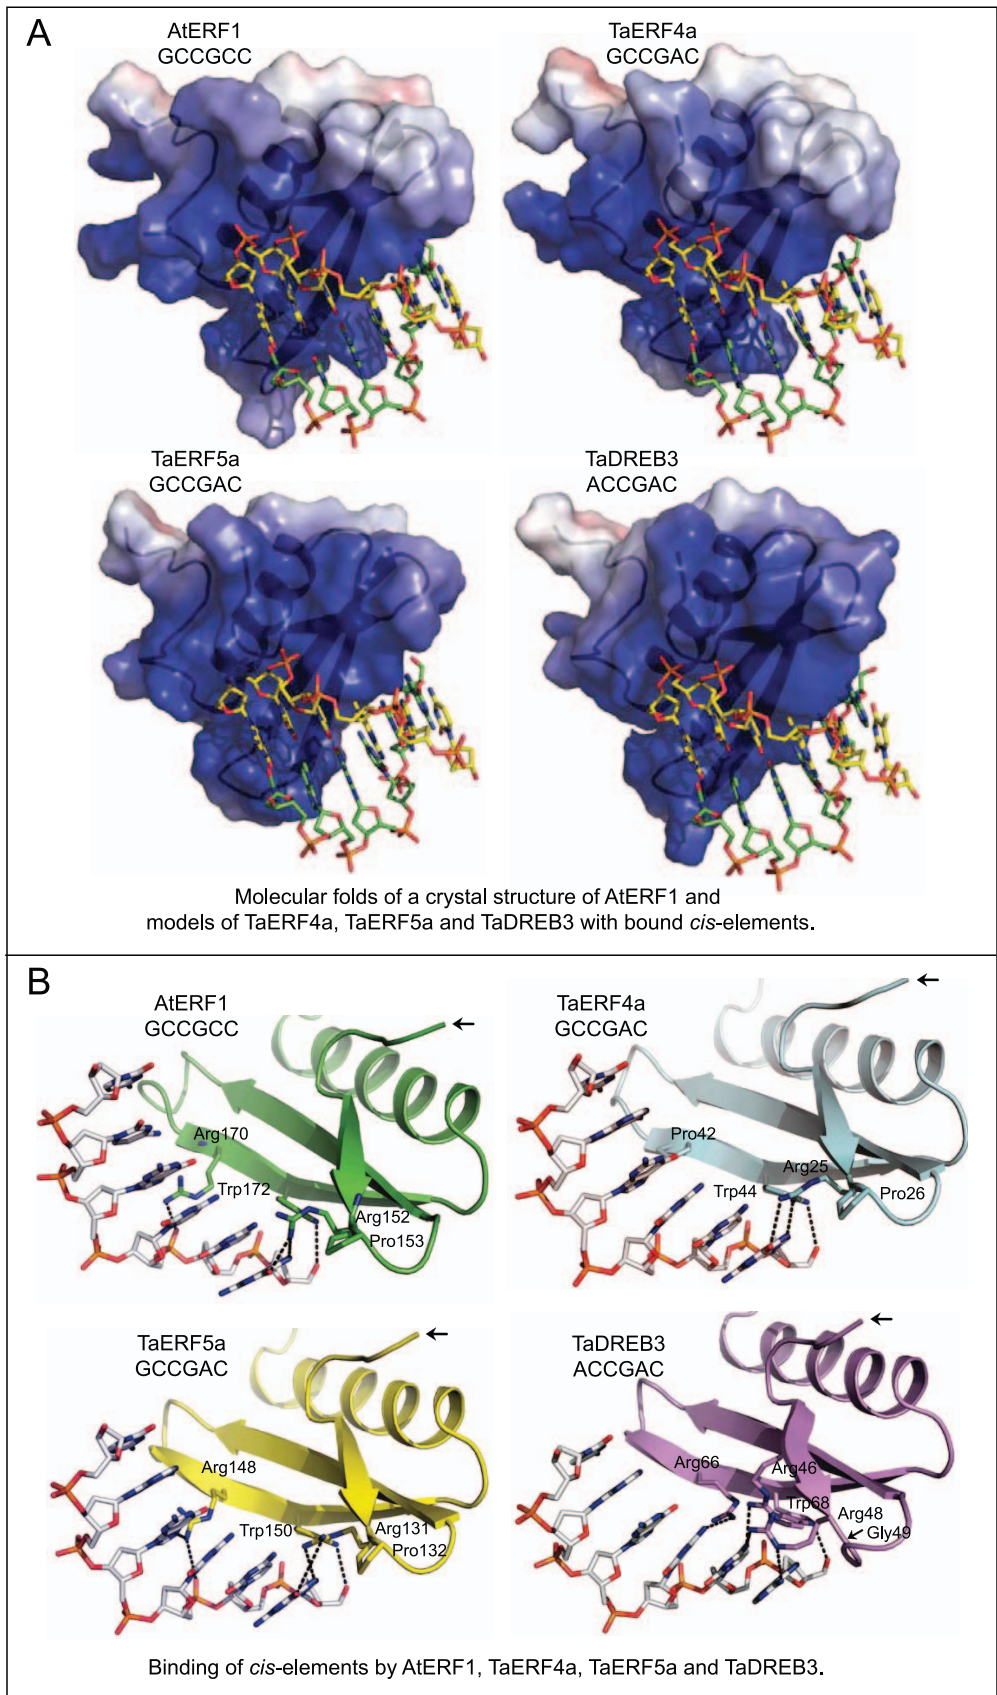 A
AtERF1
GCCGCC
TaERF4a
GCCGAC
TaERF5a
GCCGAC
TaDREB3
ACCGAC
Molecular folds of a crystal structure of AtERF1 and
models of TaERF4a, TaERF5a and TaDREB3 with bound cis-elements.
B
AtERF1
GCCGCC
Arg170
Trp172
Arg152
Pro153
TaERF4a
GCCGAC
Pro42
Arg25
Trp44
Pro26
TaERF5a
GCCGAC
Arg148
Trp150
Arg131
Pro132
TaDREB3
ACCGAC
Arg66
Arg46
Trp68
Arg48
Gly49
Binding of cis-elements by AtERF1, TaERF4a, TaERF5a and TaDREB3.